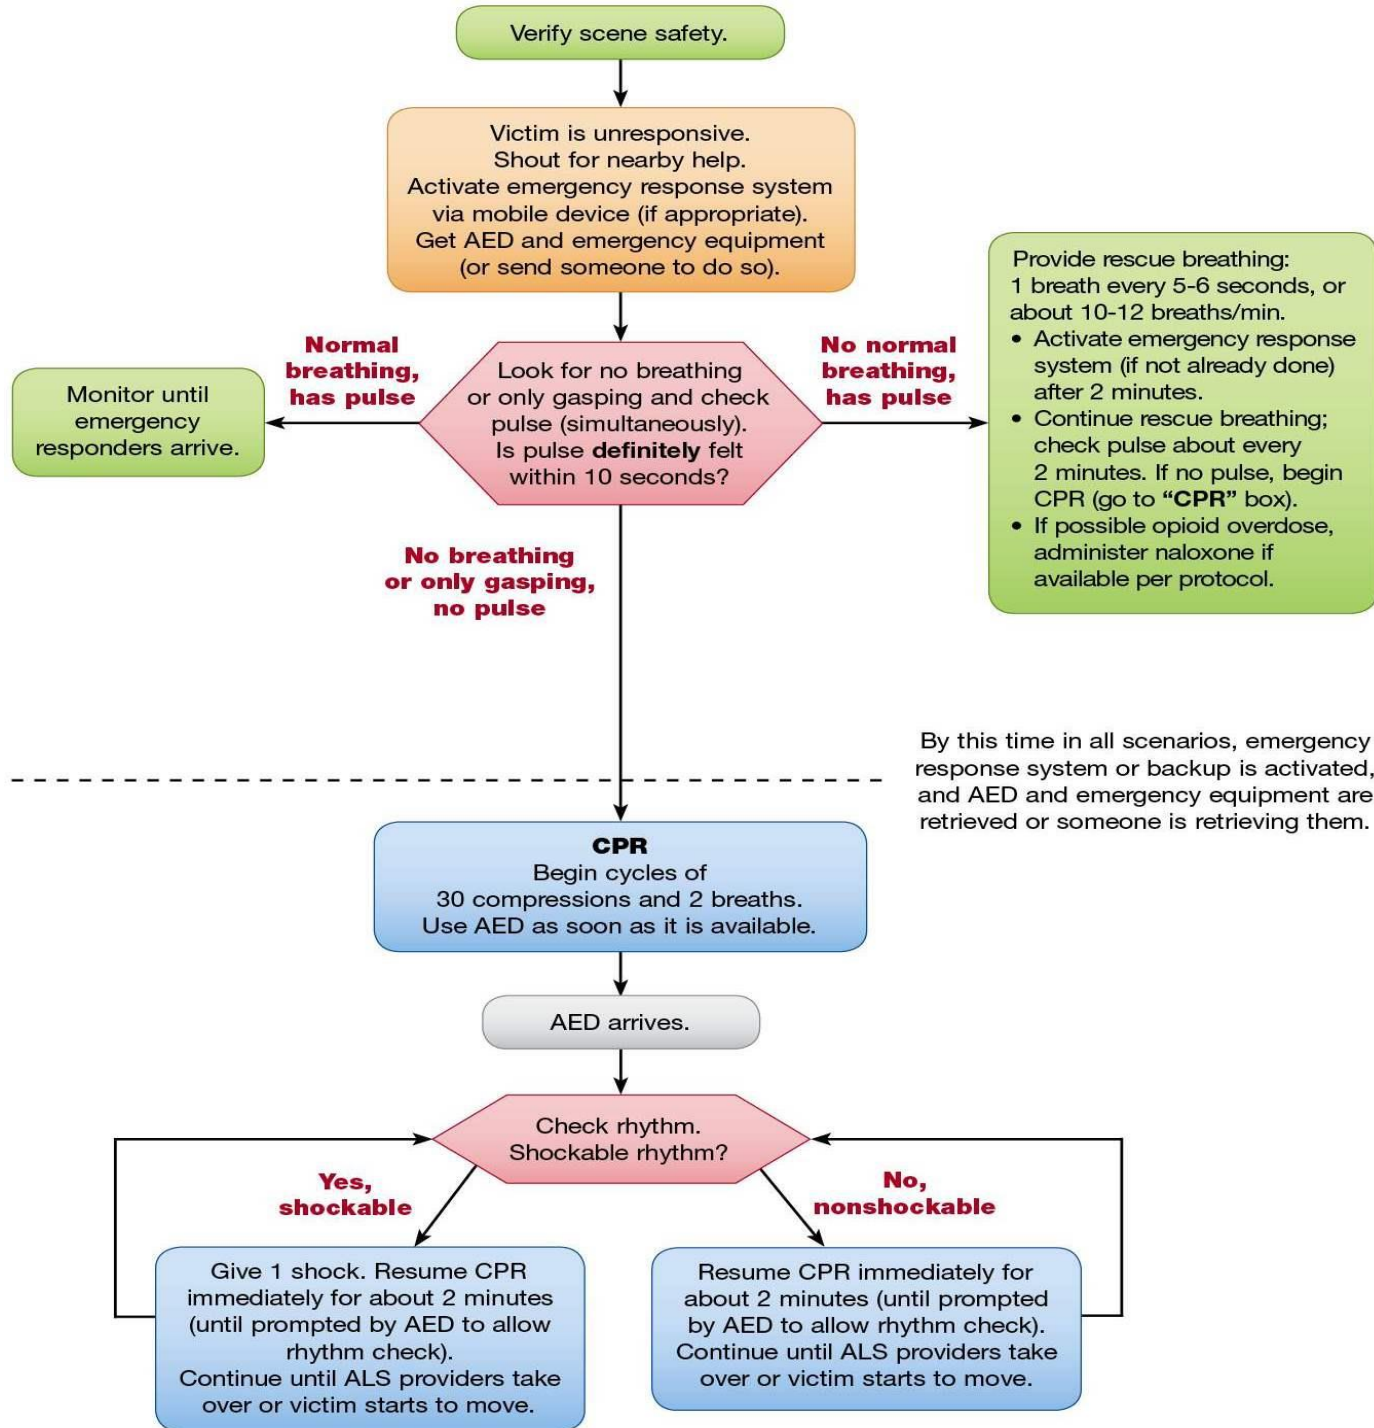 Verify scene safety.
Victim is unresponsive.
Shout for nearby help.
Activate emergency response system
via mobile device (if appropriate).
Get AED and emergency equipment
(or send someone to do so).
Normal
breathing,
has pulse
Monitor until
emergency
responders arrive.
Look for no breathing
or only gasping and check
pulse (simultaneously).
Is pulse definitely felt
within 10 seconds?
No normal
breathing,
has pulse
Provide rescue breathing:
1 breath every 5-6 seconds, or
about 10-12 breaths/min.
• Activate emergency response
system (if not already done)
after 2 minutes.
• Continue rescue breathing;
check pulse about every
2 minutes. If no pulse, begin
CPR (go to “CPR” box).
• If possible opioid overdose,
administer naloxone if
available per protocol.
No breathing
or only gasping,
no pulse
By this time in all scenarios, emergency
response system or backup is activated,
and AED and emergency equipment are
retrieved or someone is retrieving them.
CPR
Begin cycles of
30 compressions and 2 breaths.
Use AED as soon as it is available.
AED arrives.
Check rhythm.
Shockable rhythm?
Yes,
shockable
No,
nonshockable
Give 1 shock. Resume CPR
immediately for about 2 minutes
(until prompted by AED to allow
rhythm check).
Continue until ALS providers take
over or victim starts to move.
Resume CPR immediately for
about 2 minutes (until prompted
by AED to allow rhythm check).
Continue until ALS providers take
over or victim starts to move.